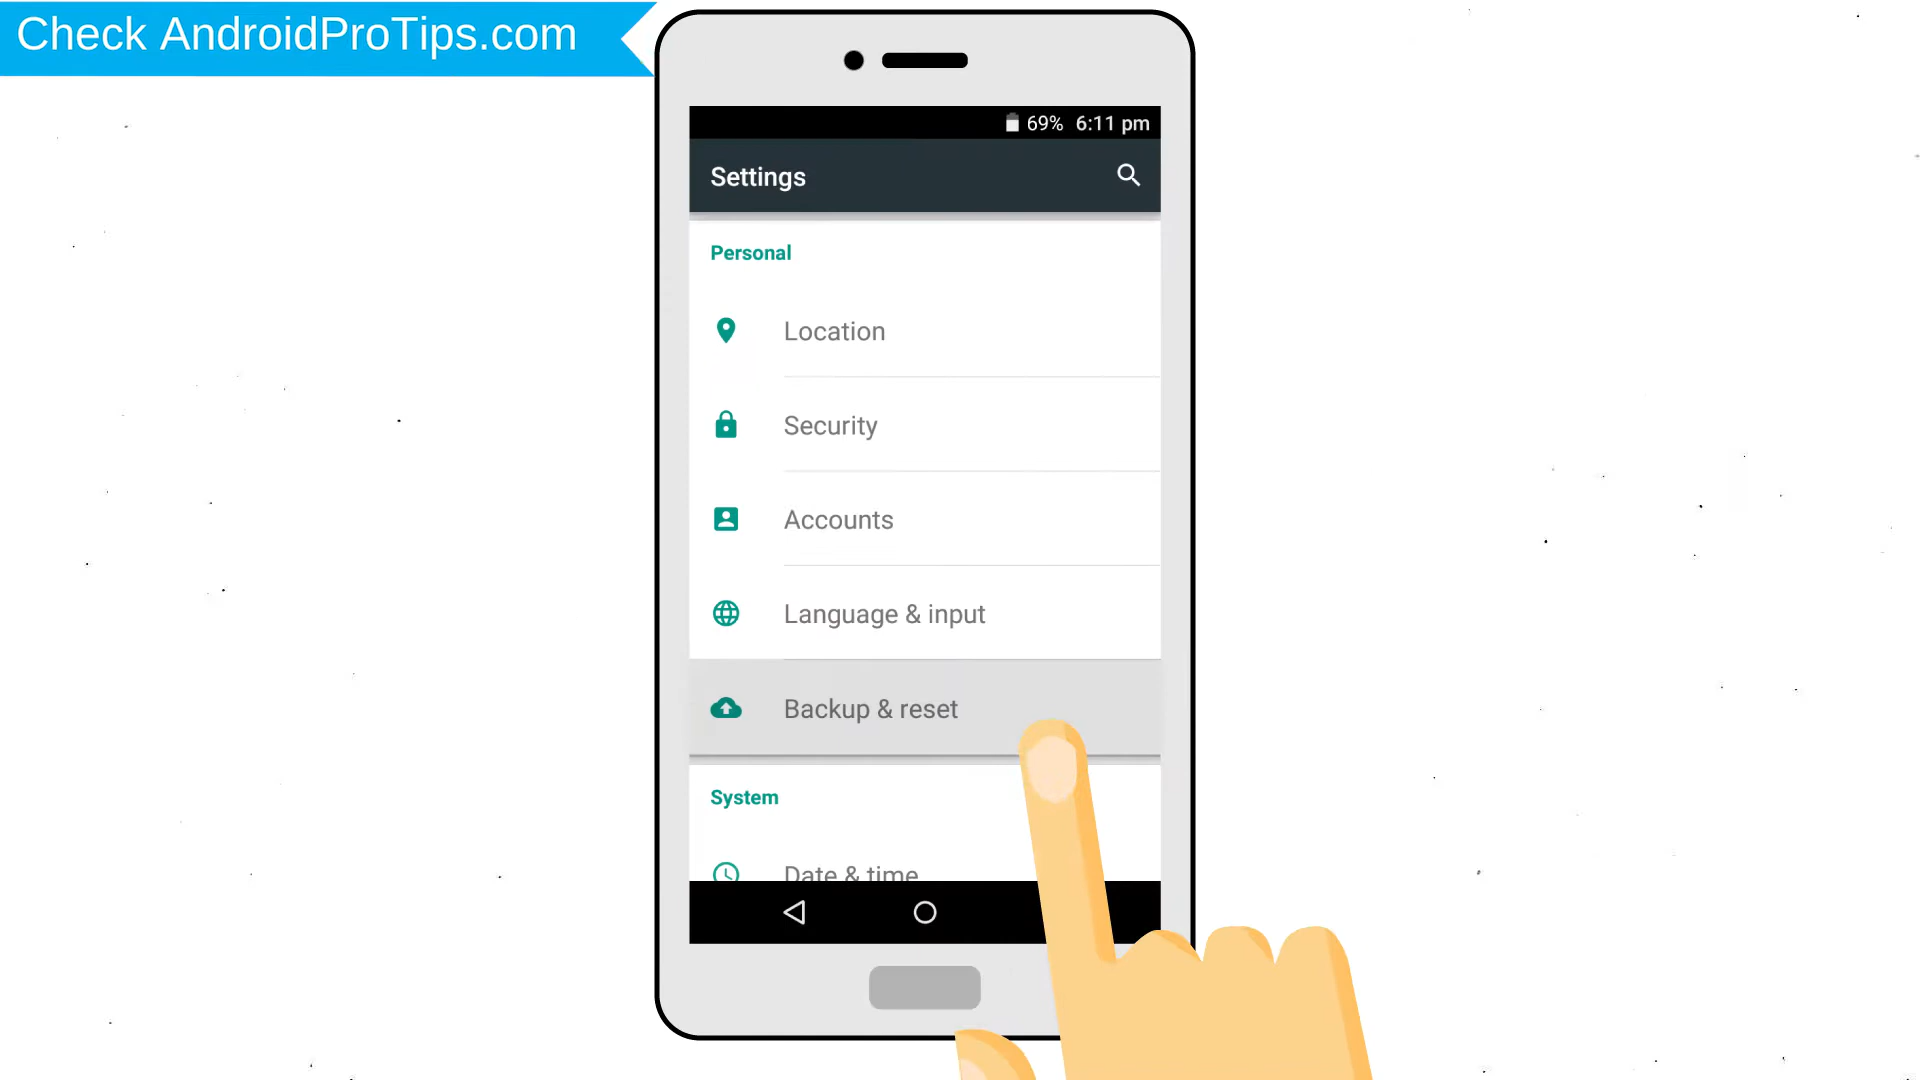 Check AndroidProTips.com
69% 6:11 pm
Settings
Personal
Location
Security
Accounts
Language & input
Backup & reset
System
Date & time